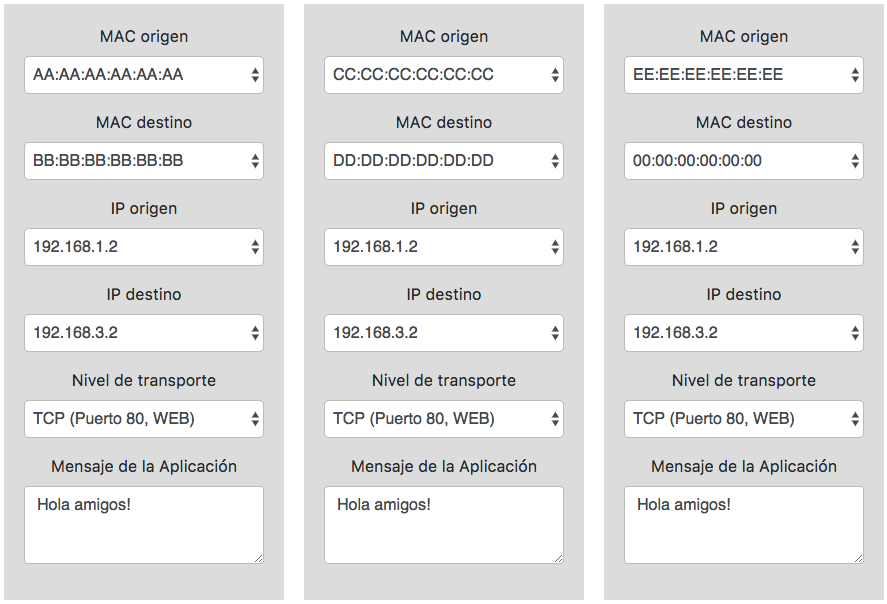 MAC origen
AA:AA:AA:AA:AA:AA
MAC destino
BB:BB:BB:BB:BB:BB
IP origen
192.168.1.2
IP destino
192.168.3.2
Nivel de transporte
TCP (Puerto 80, WEB)
Mensaje de la Aplicación
Hola amigos!
MAC origen
CC:CC:CC:CC:CC:CC
MAC destino
DD:DD:DD:DD:DD:DD
IP origen
192.168.1.2
IP destino
192.168.3.2
Nivel de transporte
TCP (Puerto 80, WEB)
Mensaje de la Aplicación
Hola amigos!
MAC origen
EE:EE:EE:EE:EE:EE
MAC destino
00:00:00:00:00:00
IP origen
192.168.1.2
IP destino
192.168.3.2
Nivel de transporte
TCP (Puerto 80, WEB)
Mensaje de la Aplicación
Hola amigos!